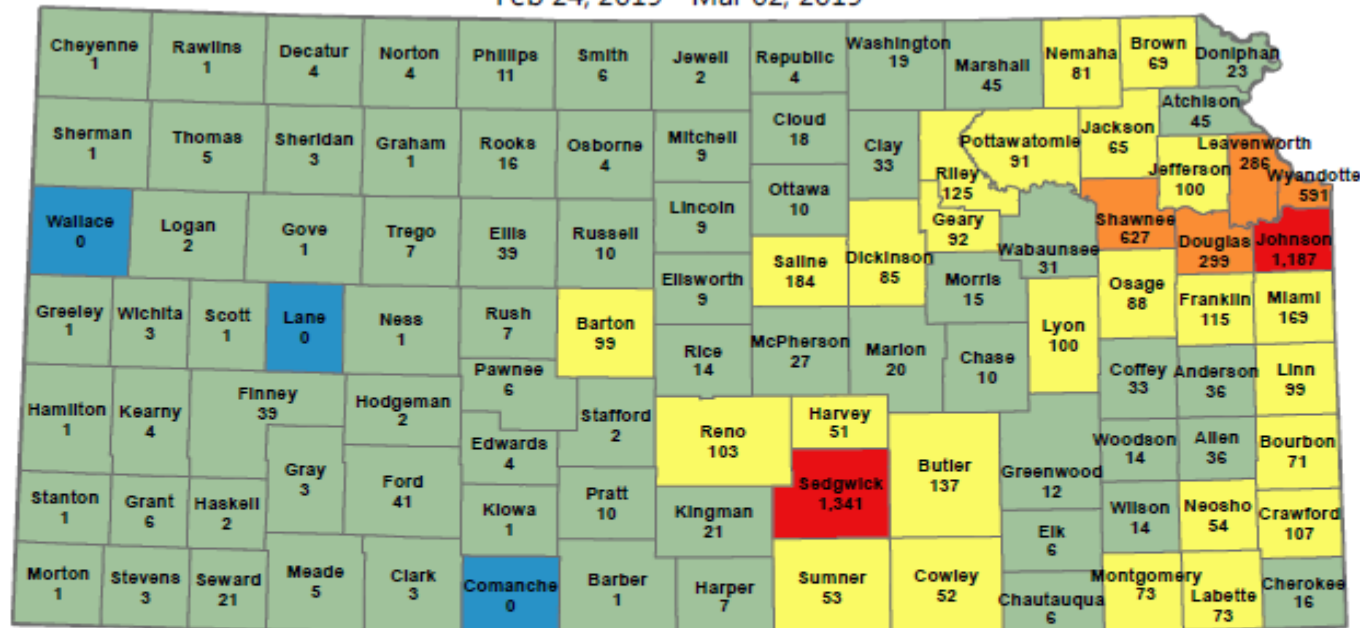 Feb 24, 2019 - Mar 02, 2019
Cheyenne
1
Rawlins
1
Decatur
4
Norton
4
Phillips
11
Smith
6
Jewell
2
Republic
4
Washington
19
Marshall
45
Nemaha
81
Brown
69
Doniphan
23
Sherman
1
Thomas
5
Sheridan
3
Graham
1
Rooks
16
Osborne
4
Mitchell
9
Cloud
18
Clay
33
Riley
125
Pottawatomie
91
Jackson
65
Atchison
45
Jefferson
100
Leavenworth
286
Wyandotte
591
Wallace
0
Logan
2
Gove
1
Trego
7
Ellis
39
Russell
10
Lincoln
9
Ottawa
10
Saline
184
Dickinson
85
Geary
92
Wabaunsee
31
Shawnee
627
Douglas
299
Johnson
1,187
Greeley
1
Wichita
3
Scott
1
Lane
0
Ness
1
Rush
7
Barton
99
Ellsworth
9
Rice
14
McPherson
27
Marion
20
Morris
15
Chase
10
Lyon
100
Osage
88
Franklin
115
Miami
169
Coffey
33
Anderson
36
Linn
99
Hamilton
1
Kearny
4
Finney
39
Hodgeman
2
Pawnee
6
Stafford
2
Edwards
4
Reno
103
Harvey
51
Sedgwick
1,341
Butler
137
Greenwood
12
Woodson
14
Allen
36
Bourbon
71
Stanton
1
Grant
6
Haskell
2
Gray
3
Ford
41
Kiowa
1
Pratt
10
Kingman
21
Elk
6
Wilson
14
Neosho
54
Crawford
107
Morton
1
Stevens
3
Seward
21
Meade
5
Clark
3
Comanche
0
Barber
1
Harper
7
Sumner
53
Cowley
52
Chautauqua
6
Montgomery
73
Labette
73
Cherokee
16